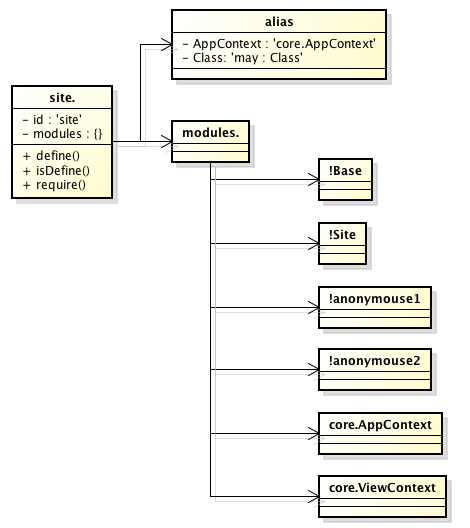 alias
- AppContext : 'core.AppContext'
- Class: 'may : Class'
site.
- id : 'site'
- modules : {}
+ define()
+ isDefine()
+ require()
modules.
!Base
!Site
!anonymouse1
!anonymouse2
core.AppContext
core.ViewContext